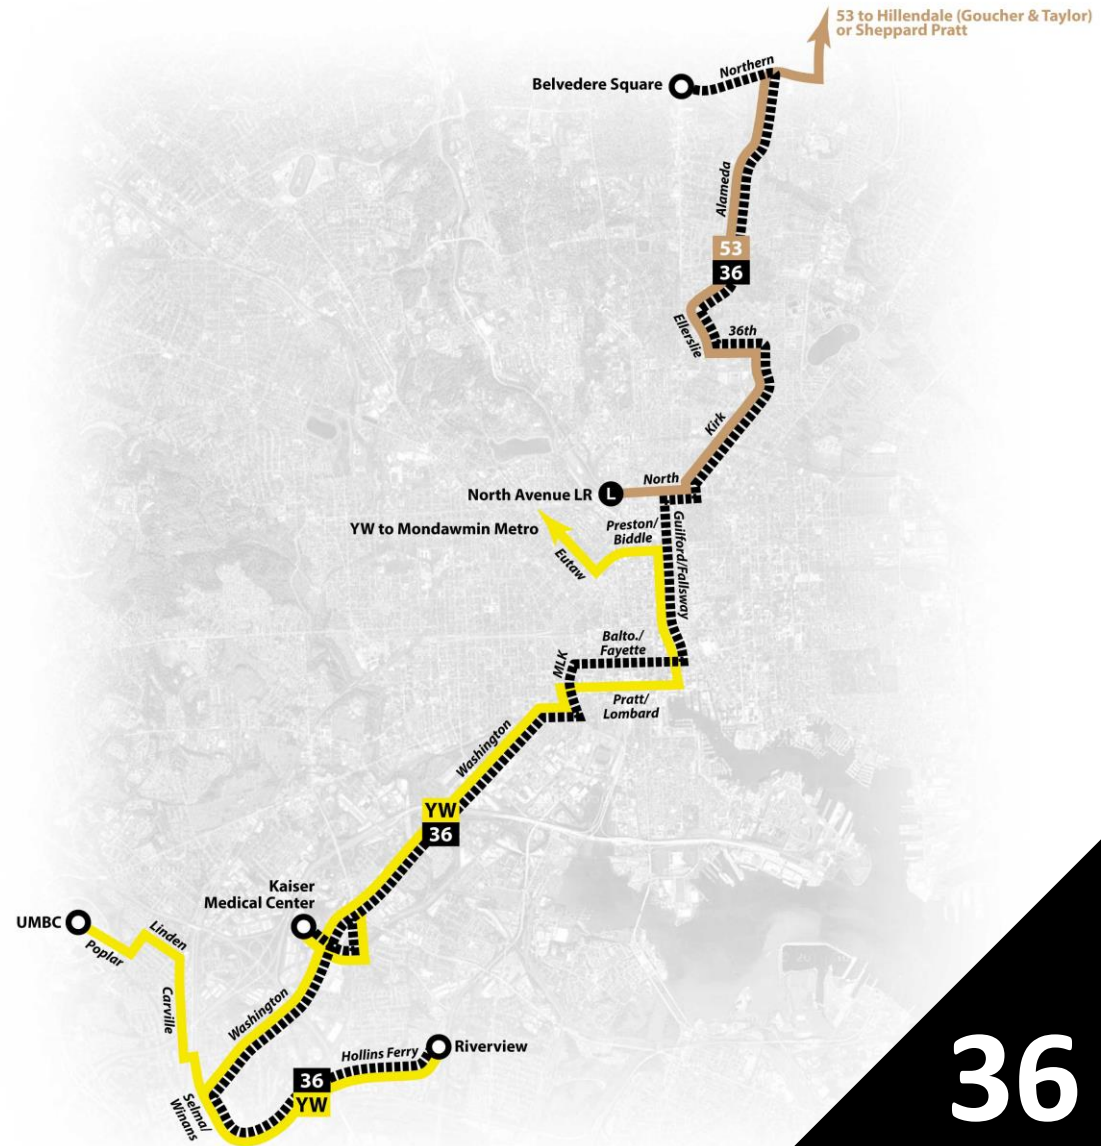 53 to Hillendale (Goucher & Taylor)
or Sheppard Pratt
Northern
Belvedere Square
Alameda
53
36
Ellerslie
36th
Kirk
North
North Avenue LR
L
YW to Mondawmin Metro
Preston/
Biddle
Eutaw
Guilford/Fallsway
Balto./
Fayette
MLK
Pratt/
Lombard
Washington
YW
36
Kaiser
Medical Center
UMBC
Poplar
Linden
Carville
Washington
Hollins Ferry
Riverview
36
YW
Selma/
Winans
36